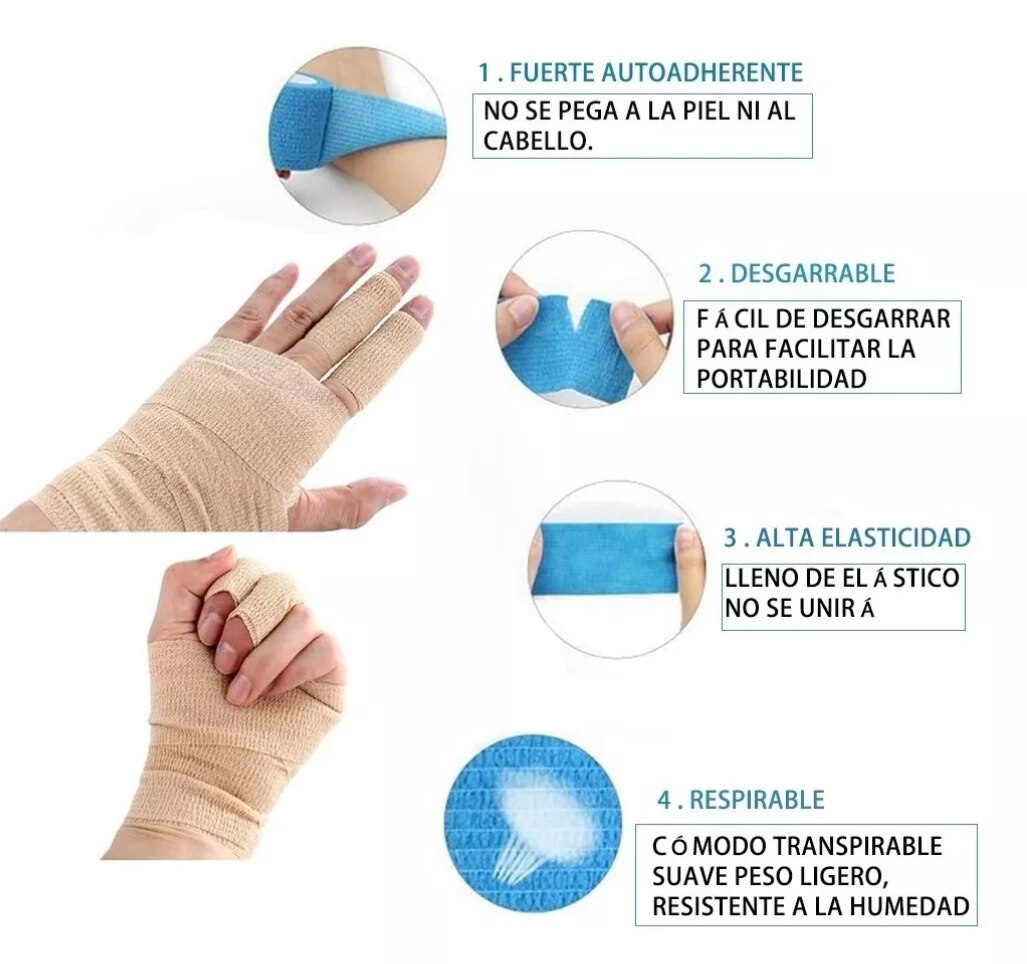 1 . FUERTE AUTOADHERENTE
NO SE PEGA A LA PIEL NI AL
CABELLO.
2 . DESGARRABLE
F Á CIL DE DESGARRAR
PARA FACILITAR LA
PORTABILIDAD
3 . ALTA ELASTICIDAD
LLENO DE EL Á STICO
NO SE UNIR Á
4 . RESPIRABLE
C Ó MODO TRANSPIRABLE
SUAVE PESO LIGERO,
RESISTENTE A LA HUMEDAD